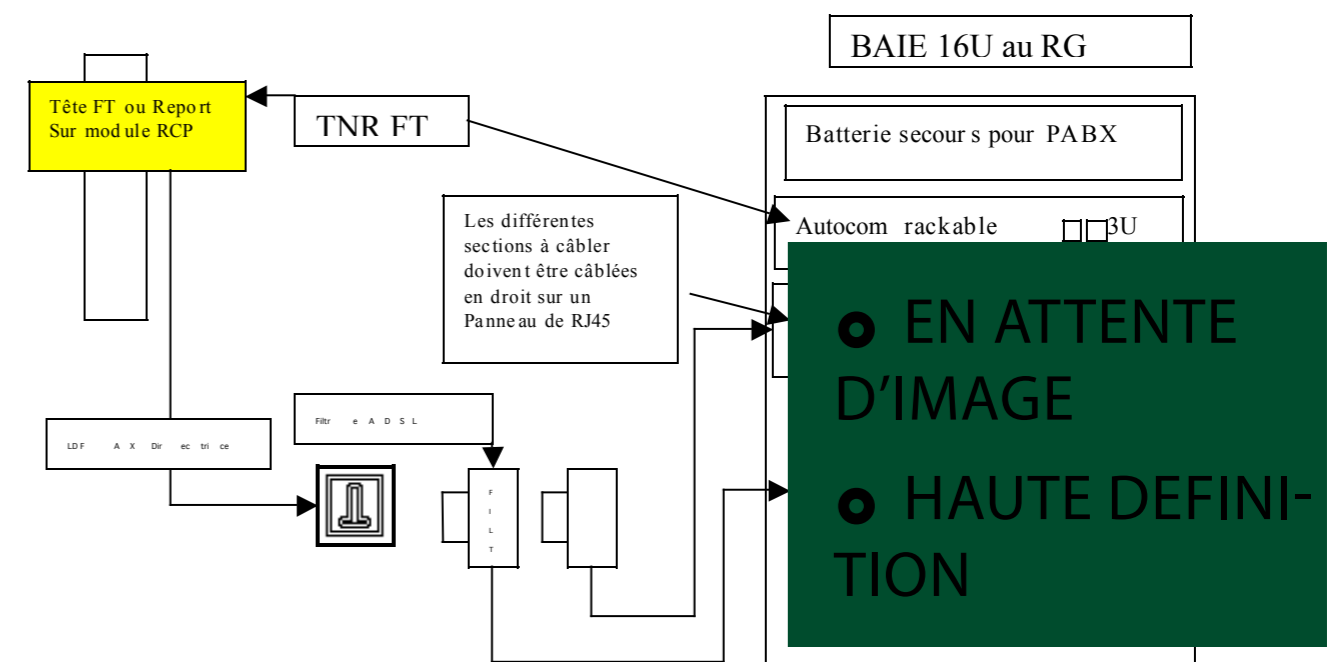 BAIE 16U au RG
Tête FT ou Report
Sur module RCP
TNR FT
Batterie secours pour PABX
Autocom rackable 3U
Les différentes
sections à câbler
doivent être câblées
en droit sur un
Panneau de RJ45
EN ATTENTE
D'IMAGE
HAUTE DEFINI-
TION
LDF AX Directrice
Filtre ADSL
F
I
L
T